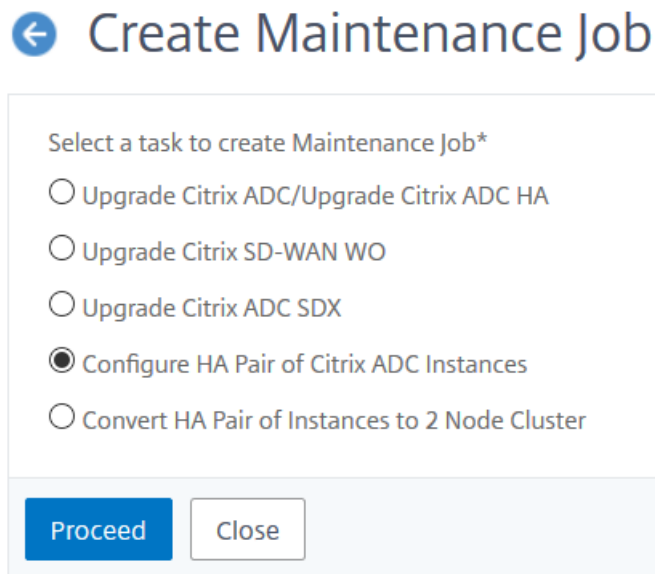 Create Maintenance Job
Select a task to create Maintenance Job*
Upgrade Citrix ADC/Upgrade Citrix ADC HA
Upgrade Citrix SD-WAN WO
Upgrade Citrix ADC SDX
Configure HA Pair of Citrix ADC Instances
Convert HA Pair of Instances to 2 Node Cluster
Proceed Close